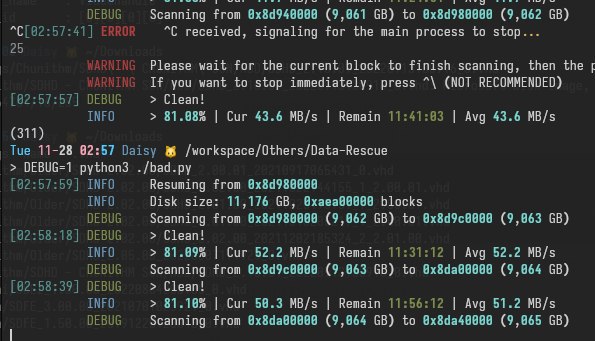 DEBUG Scanning from 0x8d940000 (9,061 GB) to 0x8d980000 (9,062 GB)
^C[02:57:41] ERROR ^C received, signaling for the main process to stop...
25
WARNING Please wait for the current block to finish scanning, then the p
WARNING If you want to stop immediately, press ^\ (NOT RECOMMENDED)
[02:57:57] DEBUG > Clean!
INFO > 81.08% | Cur 43.6 MB/s | Remain 11:41:03 | Avg 43.6 MB/s
(311)
Tue 11-28 02:57 Daisy 🐱 /workspace/Others/Data-Rescue
> DEBUG=1 python3 ./bad.py
[02:57:59] INFO Resuming from 0x8d980000
INFO Disk size: 11,176 GB, 0xaea00000 blocks
DEBUG Scanning from 0x8d980000 (9,062 GB) to 0x8d9c0000 (9,063 GB)
[02:58:18] DEBUG > Clean!
INFO > 81.09% | Cur 52.2 MB/s | Remain 11:31:12 | Avg 52.2 MB/s
DEBUG Scanning from 0x8d9c0000 (9,063 GB) to 0x8da00000 (9,064 GB)
[02:58:39] DEBUG > Clean!
INFO > 81.10% | Cur 50.3 MB/s | Remain 11:56:12 | Avg 51.2 MB/s
DEBUG Scanning from 0x8da00000 (9,064 GB) to 0x8da40000 (9,065 GB)